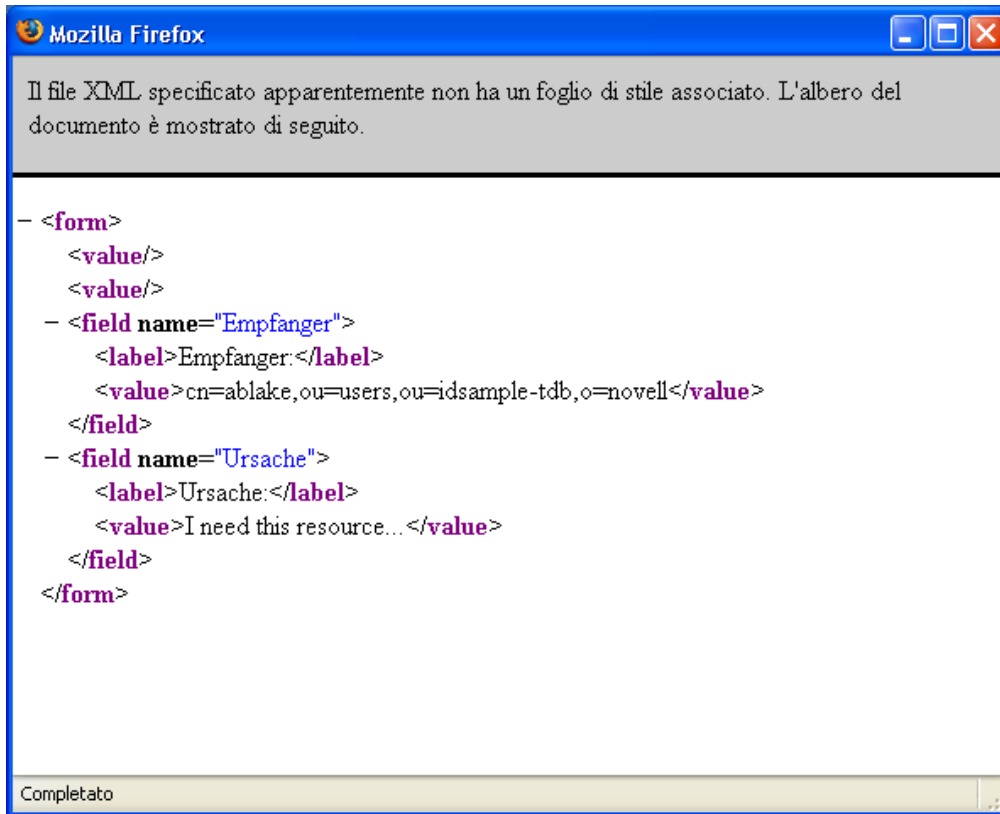 Mozilla Firefox
Il file XML specificato apparentemente non ha un foglio di stile associato. L'albero del
documento è mostrato di seguito.
− <form>
<value/>
<value/>
− <field name="Empfanger">
<label>Empfanger:</label>
<value>cn=ablake,ou=users,ou=idsample-tdb,o=novell</value>
</field>
− <field name="Ursache">
<label>Ursache:</label>
<value>I need this resource...</value>
</field>
</form>
Completato